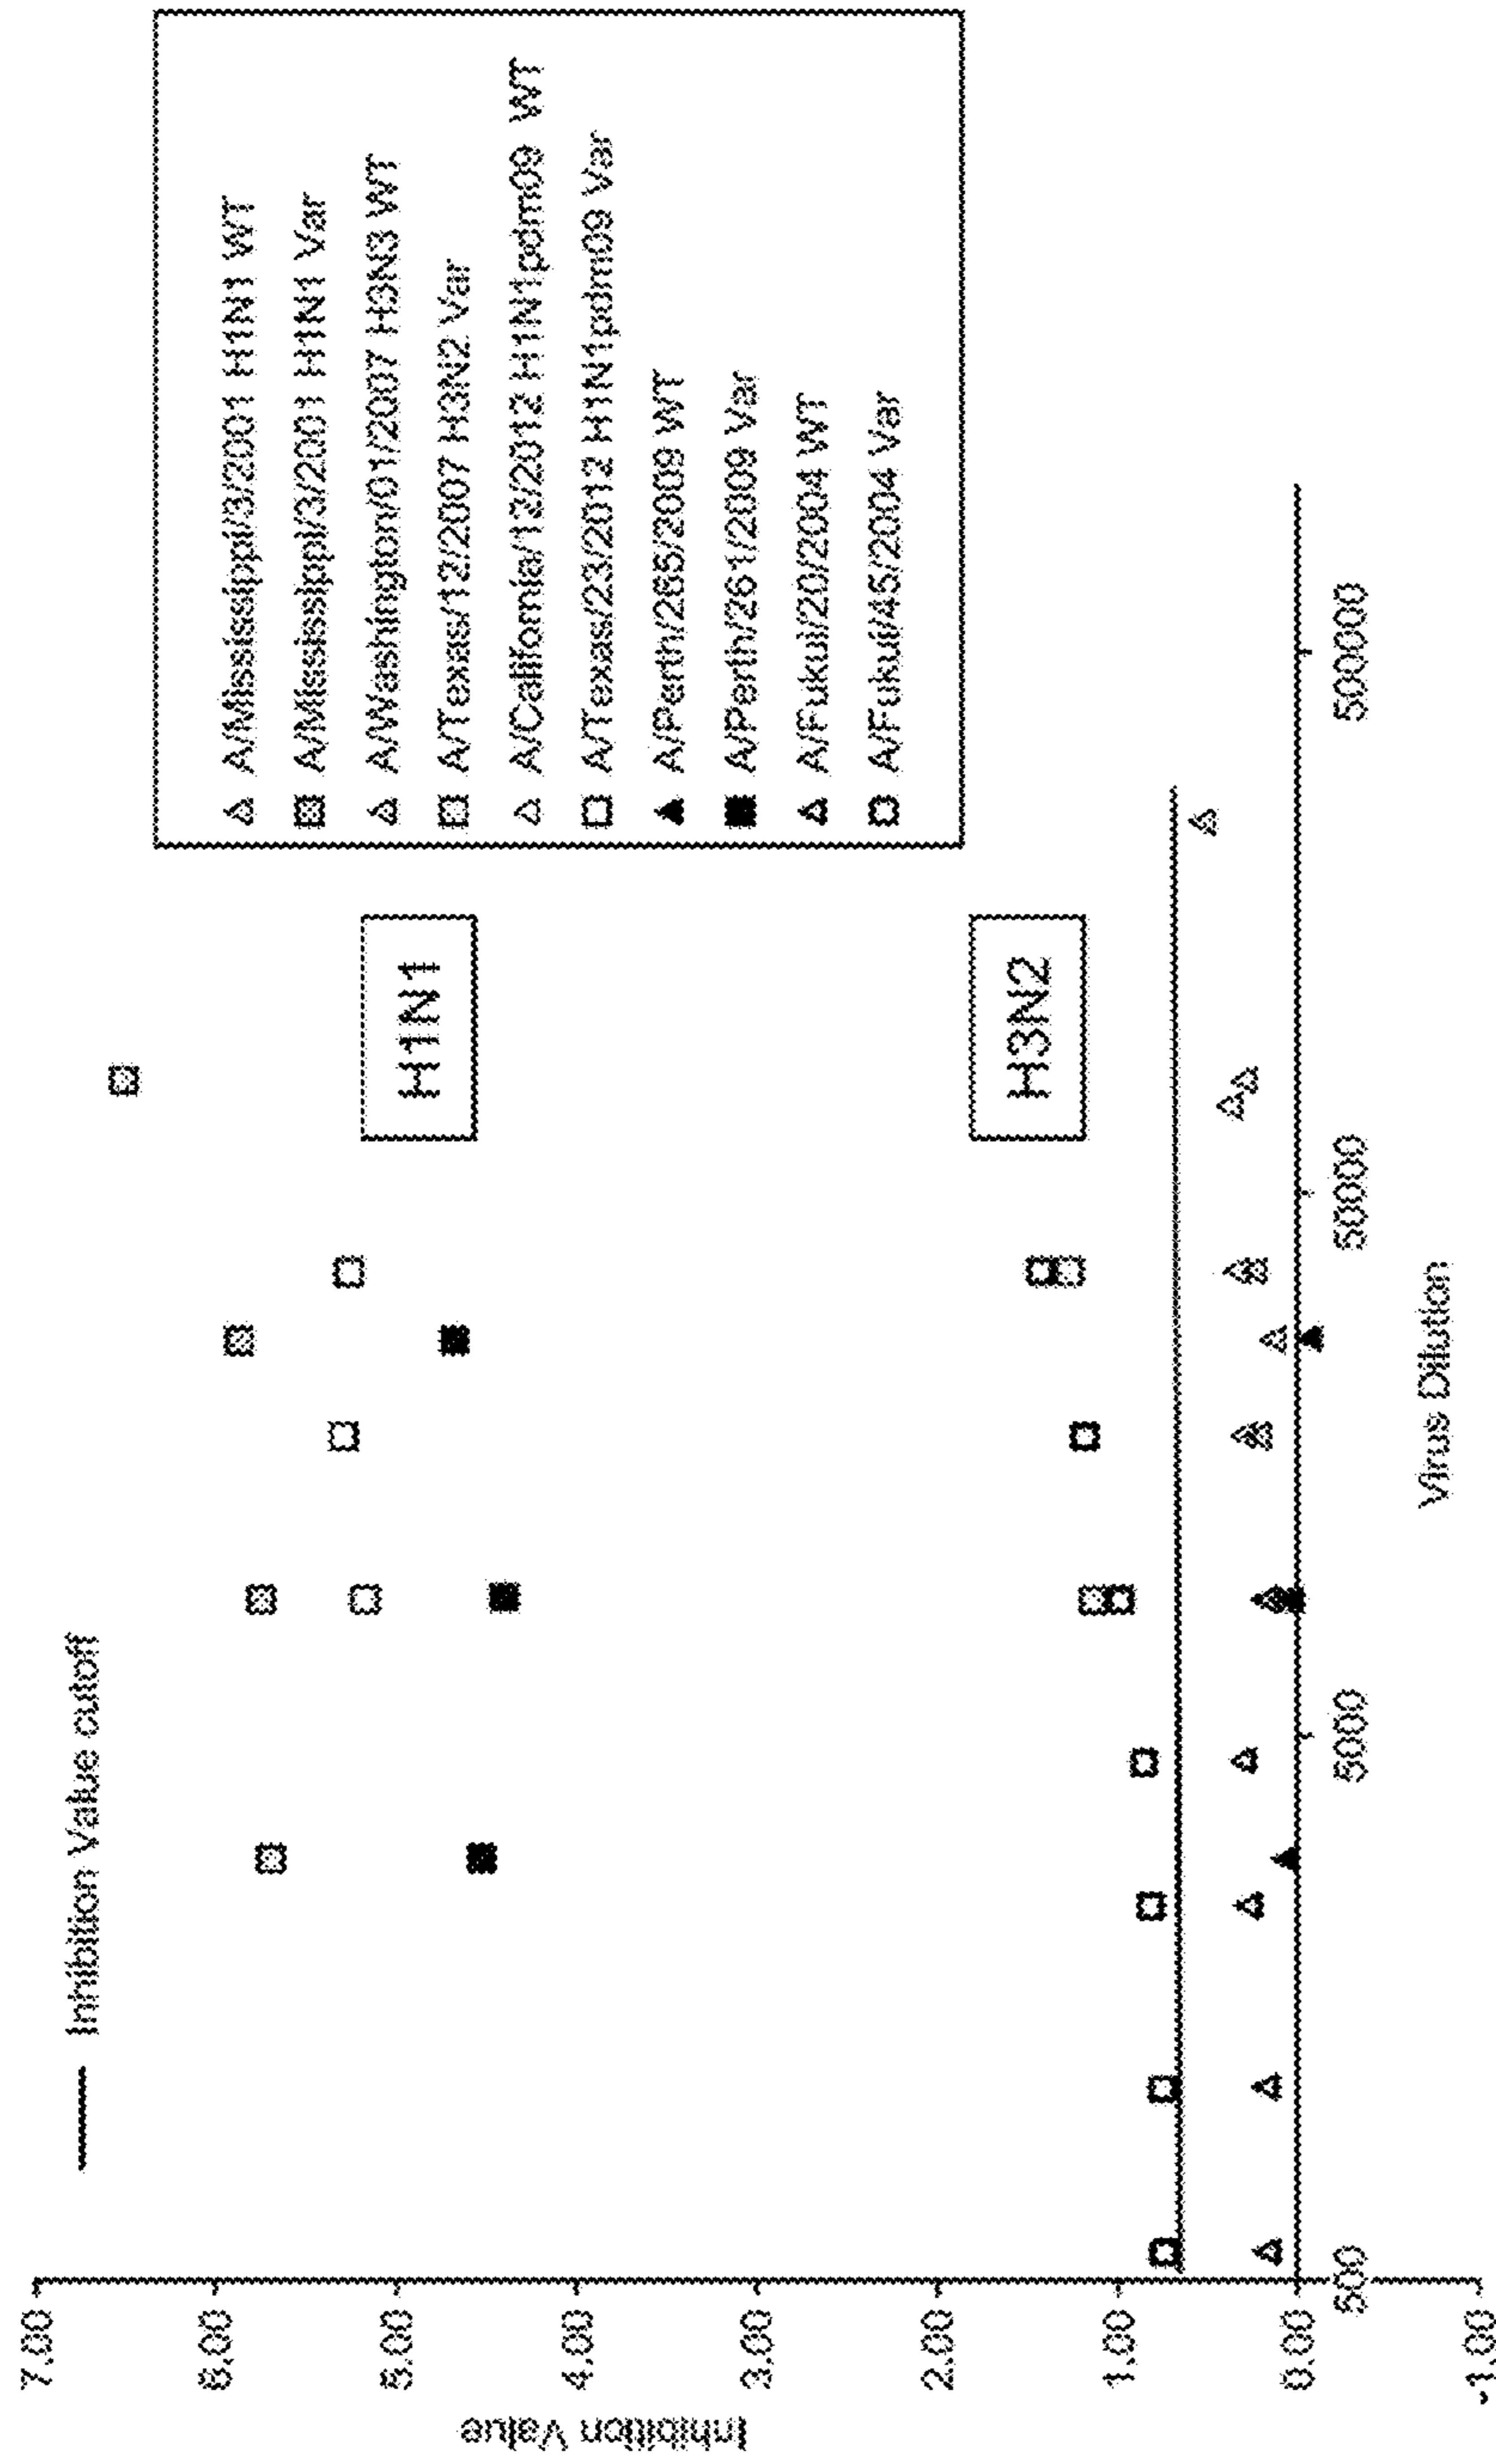 Inhibition Value cutoff
7.00
6.00
5.00
4.00
3.00
2.00
1.00
0.00
-1.00
Inhibition Value
500
5000
50000
500000
Virus Dilution
H1N1
H3N2
A/Mississippi/3/2001 H1N1 WT
A/Mississippi/3/2001 H1N1 Var
A/Washington/01/2007 H3N3 WT
A/Texas/12/2007 H3N2 Var
A/California/12/2012 H1N1pdm09 WT
A/Texas/23/2012 H1N1pdm09 Var
A/Perth/265/2009 WT
A/Perth/261/2009 Var
A/Fukui/20/2004 WT
A/Fukui/45/2004 Var